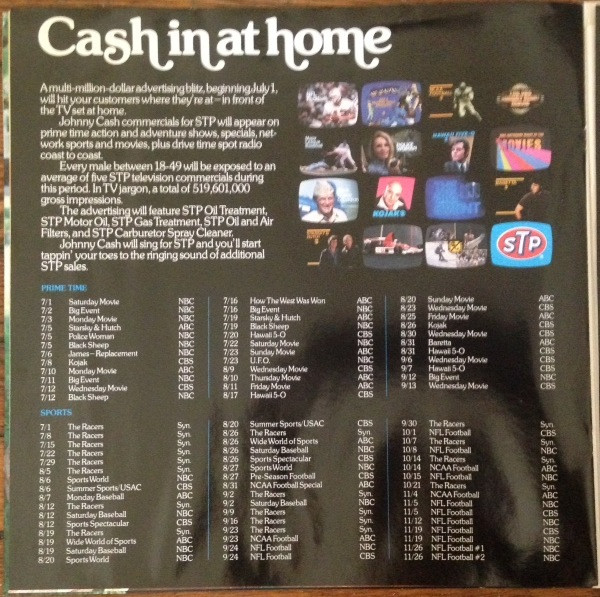 Cash in at home
A multi-million-dollar advertising blitz, beginning July 1,
will hit your customers where they're at—in front of
the TV set at home.
Johnny Cash commercials for STP will appear on
prime time action and adventure shows, specials, net-
work sports and movies, plus drive time spot radio
coast to coast.
Every male between 18-49 will be exposed to an
average of five STP television commercials during
this period. In TV jargon, a total of 519,601,000
gross impressions.
The advertising will feature STP Oil Treatment,
STP Motor Oil, STP Gas Treatment, STP Oil and Air
Filters, and STP Carburetor Spray Cleaner.
Johnny Cash will sing for STP and you'll start
tappin' your toes to the ringing sound of additional
STP sales.
HAWAII FIVE-O
MOVIES
KOJAK
STP
PRIME TIME
7/1 Saturday Movie NBC
7/2 Big Event NBC
7/3 Monday Movie NBC
7/5 Starsky & Hutch ABC
7/5 Police Woman NBC
7/5 Black Sheep NBC
7/6 James—Replacement NBC
7/8 Kojak CBS
7/10 Monday Movie ABC
7/11 Big Event NBC
7/12 Wednesday Movie CBS
7/12 Black Sheep NBC
7/16 How The West Was Won ABC
7/16 Big Event NBC
7/19 Starsky & Hutch ABC
7/19 Black Sheep NBC
7/20 Hawaii 5-O CBS
7/22 Saturday Movie NBC
7/23 Sunday Movie ABC
7/23 U.F.O. NBC
8/9 Wednesday Movie CBS
8/10 Thursday Movie ABC
8/11 Friday Movie ABC
8/17 Hawaii 5-O CBS
8/20 Sunday Movie ABC
8/23 Wednesday Movie CBS
8/25 Friday Movie ABC
8/26 Kojak CBS
8/30 Wednesday Movie CBS
8/31 Baretta ABC
8/31 Hawaii 5-O CBS
9/6 Wednesday Movie CBS
9/7 Hawaii 5-O CBS
9/12 Big Event NBC
9/13 Wednesday Movie CBS
SPORTS
7/1 The Racers Syn.
7/8 The Racers Syn.
7/15 The Racers Syn.
7/22 The Racers Syn.
7/29 The Racers Syn.
8/5 The Racers Syn.
8/6 Sports World NBC
8/6 Summer Sports/USAC CBS
8/7 Monday Baseball ABC
8/12 The Racers Syn.
8/12 Saturday Baseball NBC
8/12 Sports Spectacular CBS
8/19 The Racers Syn.
8/19 Wide World of Sports ABC
8/19 Saturday Baseball NBC
8/20 Sports World NBC
8/20 Summer Sports/USAC CBS
8/26 The Racers Syn.
8/26 Wide World of Sports ABC
8/26 Saturday Baseball NBC
8/26 Sports Spectacular CBS
8/27 Sports World NBC
8/27 Pre-Season Football CBS
8/31 NCAA Football Special ABC
9/2 The Racers Syn.
9/2 Saturday Baseball NBC
9/9 The Racers Syn.
9/16 The Racers Syn.
9/23 The Racers Syn.
9/23 NCAA Football ABC
9/24 NFL Football NBC
9/24 NFL Football CBS
9/30 The Racers Syn.
10/1 NFL Football CBS
10/7 The Racers Syn.
10/8 NFL Football NBC
10/14 The Racers Syn.
10/14 NCAA Football ABC
10/15 NFL Football NBC
10/21 The Racers Syn.
11/4 NCAA Football ABC
11/5 NFL Football NBC
11/5 NFL Football CBS
11/12 NFL Football NBC
11/19 NFL Football CBS
11/19 NFL Football NBC
11/26 NFL Football #1 NBC
11/26 NFL Football #2 NBC